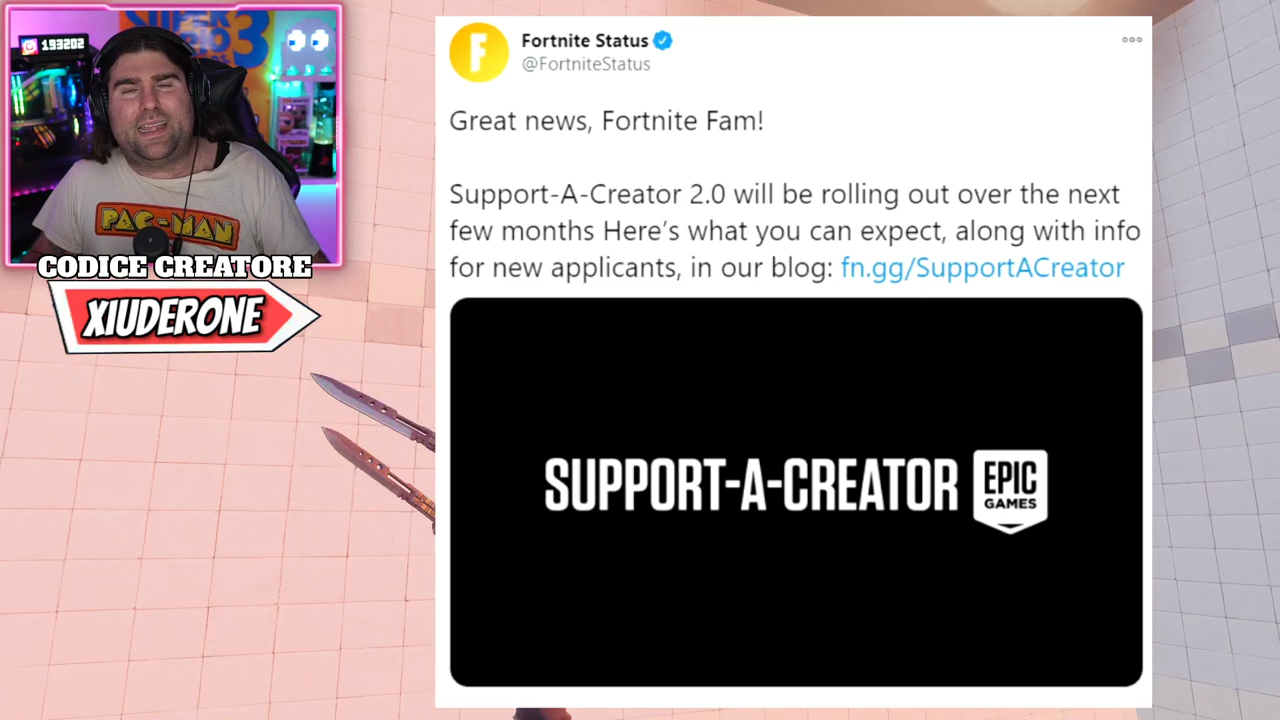 193202
PAC-MAN
CODICE CREATORE
XIUDERONE
Fortnite Status
@FortniteStatus
Great news, Fortnite Fam!
Support-A-Creator 2.0 will be rolling out over the next
few months Here’s what you can expect, along with info
for new applicants, in our blog: fn.gg/SupportACreator
SUPPORT-A-CREATOR
EPIC
GAMES